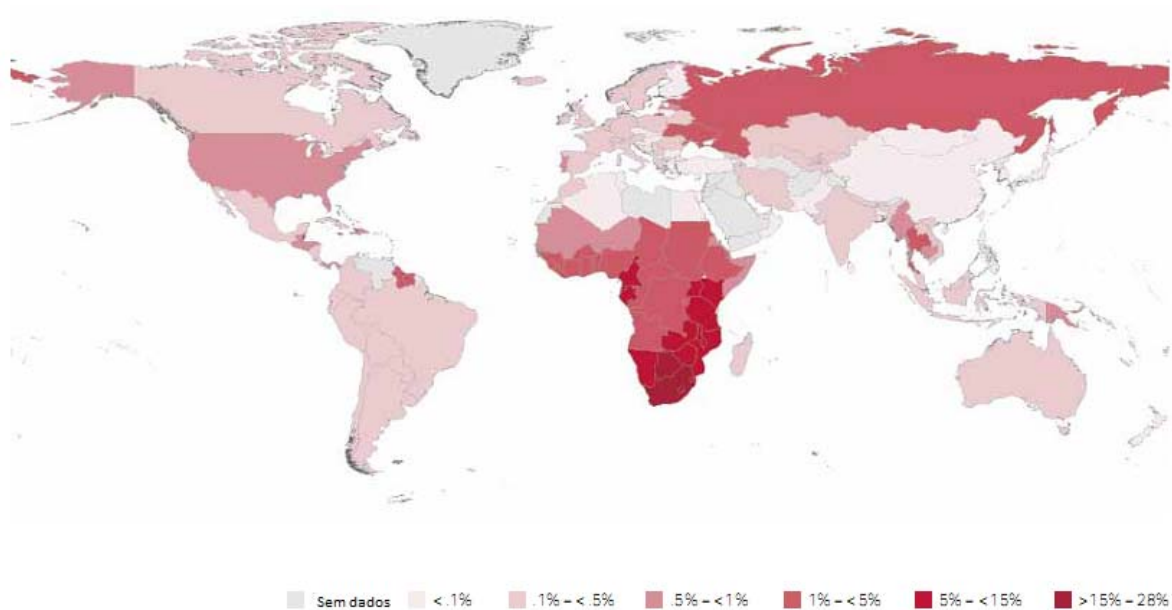 Sem dados < .1% .1% – < .5% .5% – <1% 1% – <5% 5% – <15% >15% – 28%